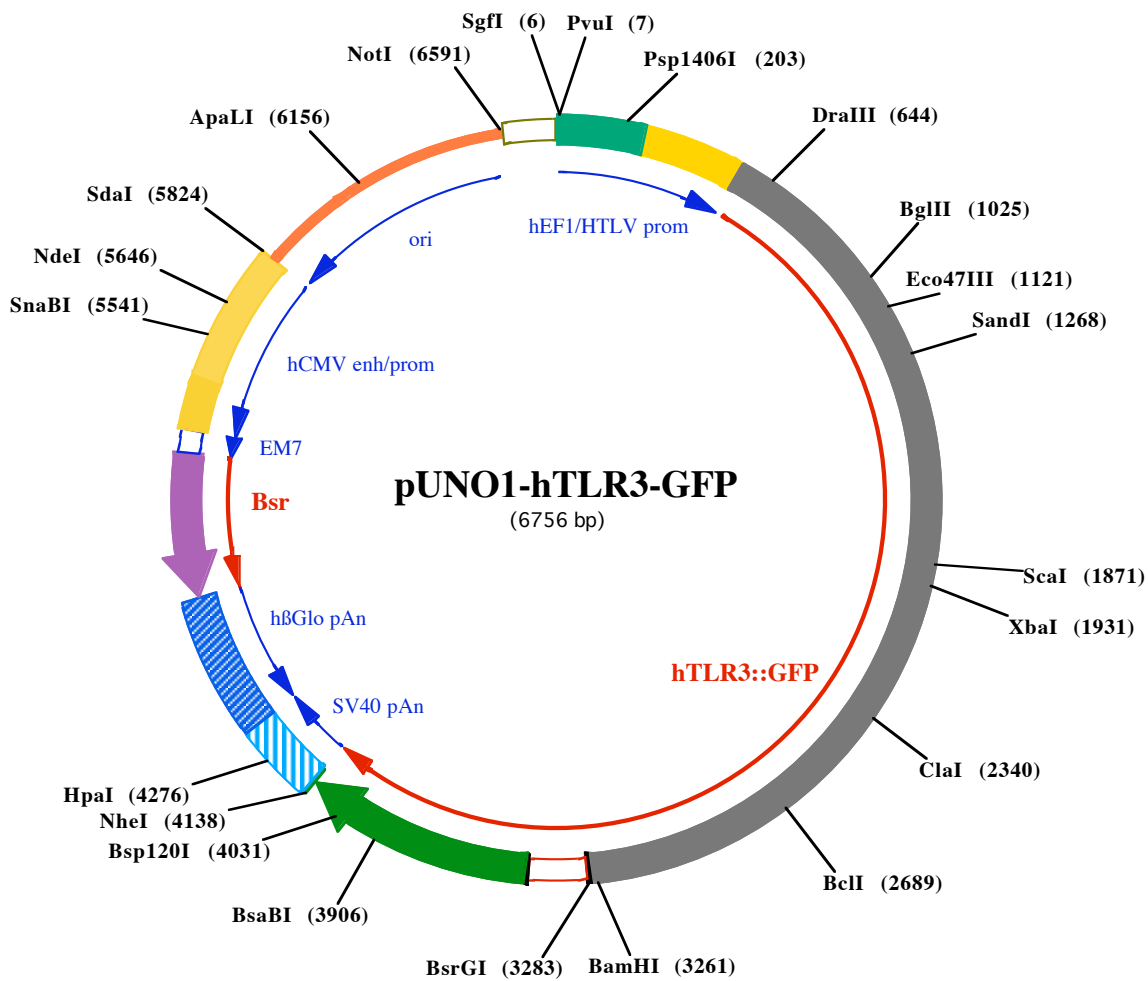 SgfI (6)
PvuI (7)
NotI (6591)
Psp1406I (203)
ApaLI (6156)
DraIII (644)
SdaI (5824)
BglII (1025)
hEF1/HTLV prom
ori
NdeI (5646)
Eco47III (1121)
SnaBI (5541)
SandI (1268)
hCMV enh/prom
EM7
pUNO1-hTLR3-GFP
Bsr
(6756 bp)
ScaI (1871)
hßGlo pAn
XbaI (1931)
hTLR3::GFP
SV40 pAn
ClaI (2340)
HpaI (4276)
NheI (4138)
Bsp120I (4031)
BclI (2689)
BsaBI (3906)
BsrGI (3283)
BamHI (3261)